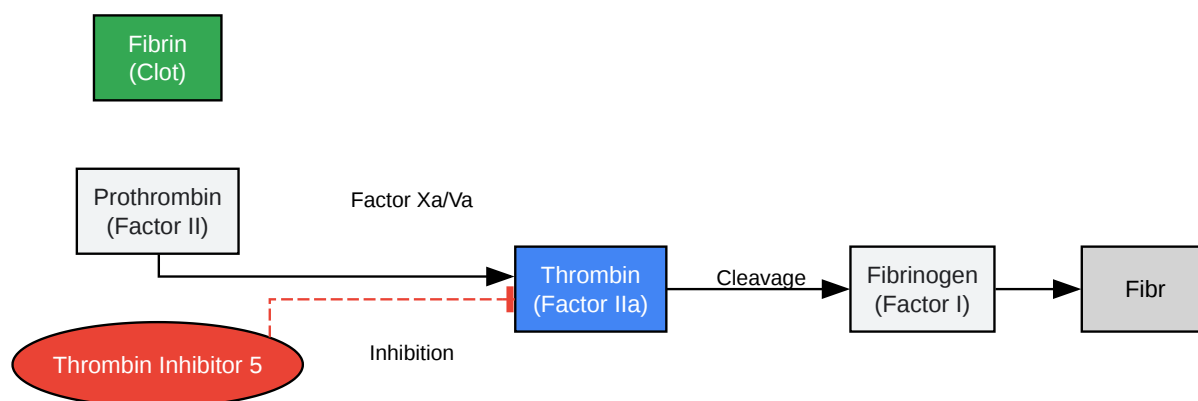 Fibrin
(Clot)
Prothrombin
(Factor II)
Factor Xa/Va
Thrombin
(Factor IIa)
Cleavage
Fibrinogen
(Factor I)
Fibr
Inhibition
Thrombin Inhibitor 5